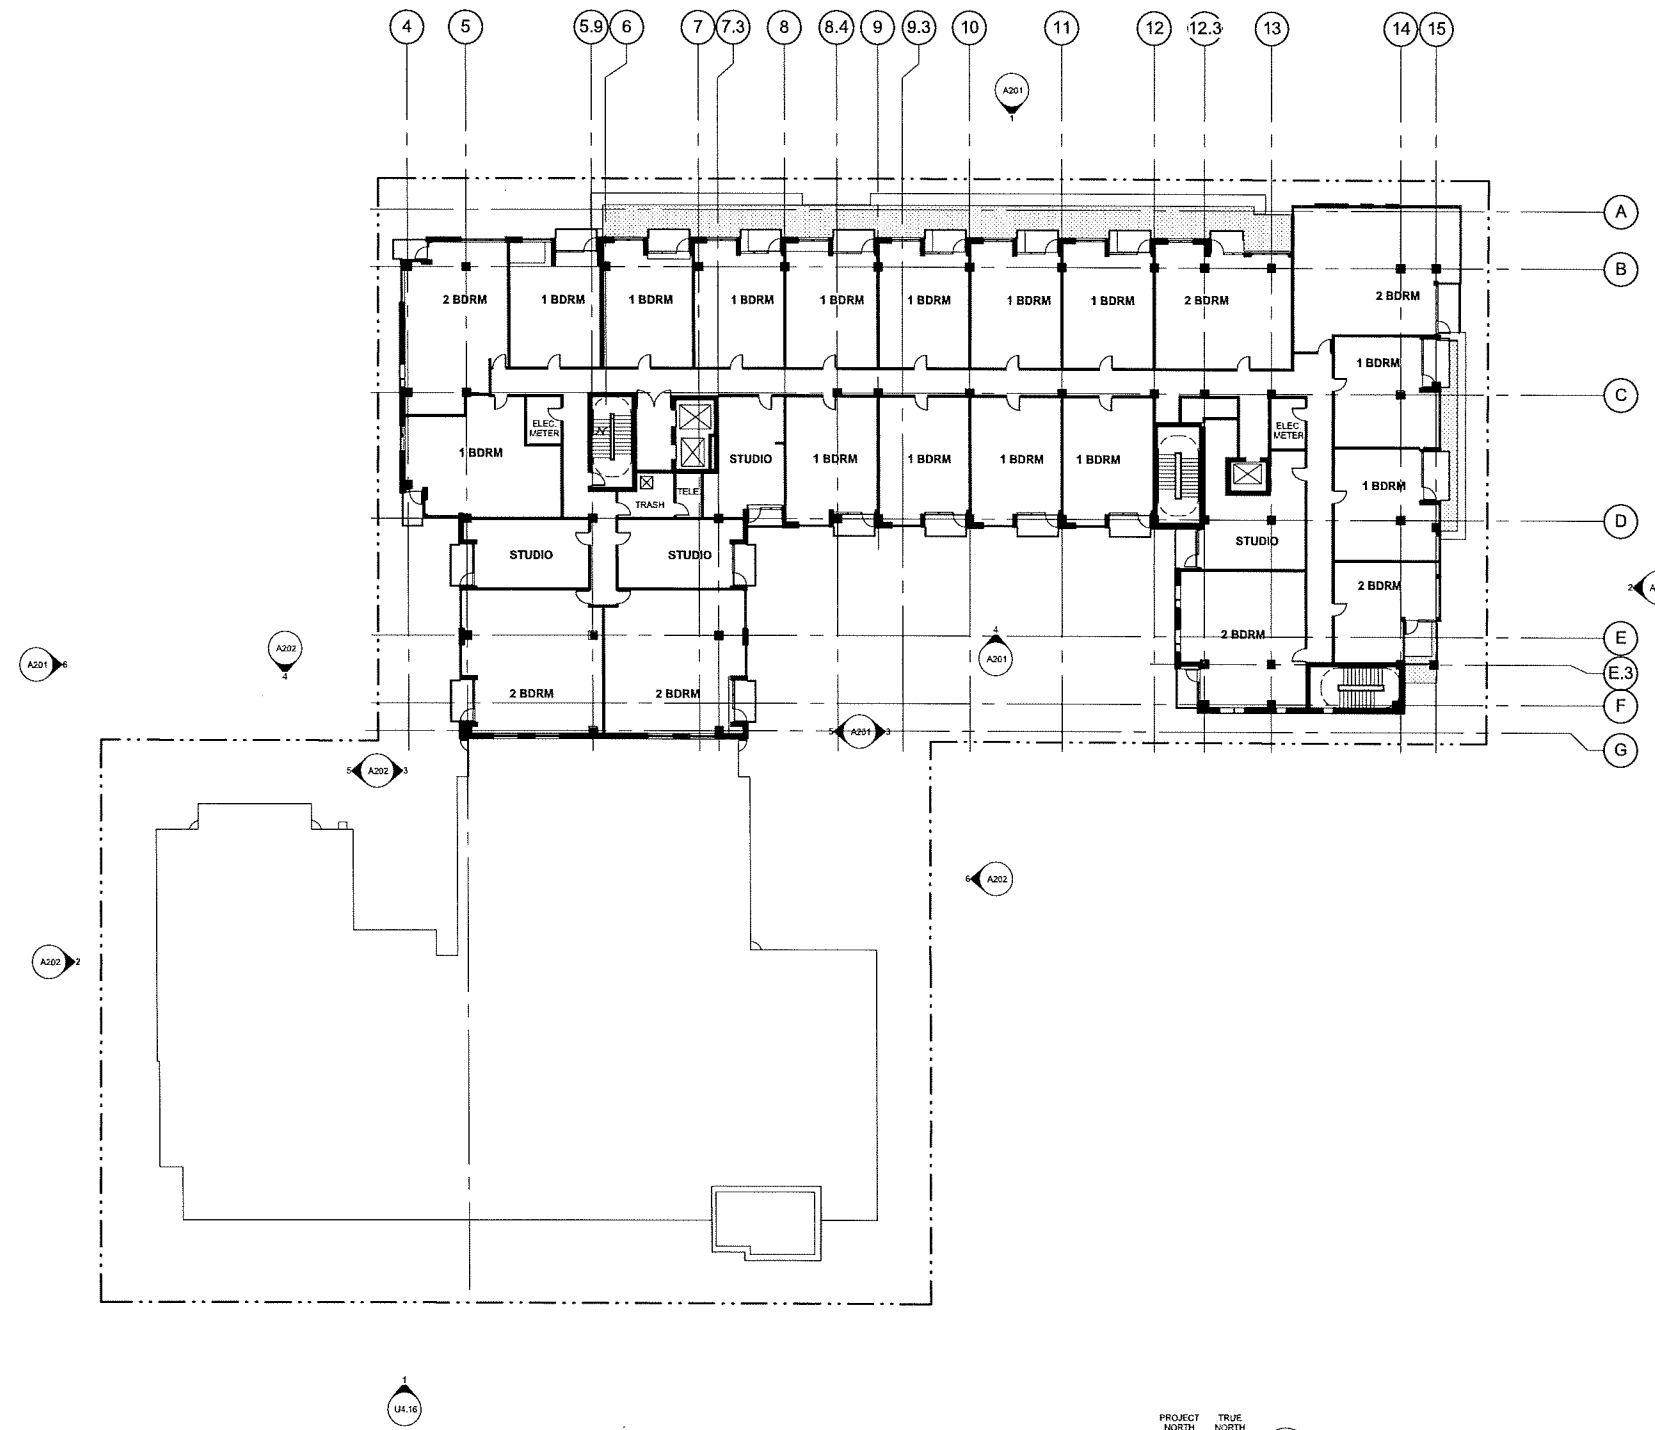 4 5 5.9 6 7 7.3 8 8.4 9 9.3 10 11 12 12.3 13 14 15
A201
1
A
B
2 BDRM 1 BDRM 1 BDRM 1 BDRM 1 BDRM 1 BDRM 1 BDRM 1 BDRM 2 BDRM 2 BDRM
1 BDRM
C
ELEC.
METER
ELEC
METER
1 BDRM STUDIO 1 BDRM 1 BDRM 1 BDRM 1 BDRM
1 BDRM
TRASH TELE.
D
STUDIO STUDIO STUDIO
2 BDRM
2
4
A201
2 BDRM
E
A201 6
A202
4
E.3
2 BDRM 2 BDRM
F
5 A201 3
G
5 A202 3
6 A202
A202 2
1
U4.16
PROJECT
NORTH
TRUE
NORTH